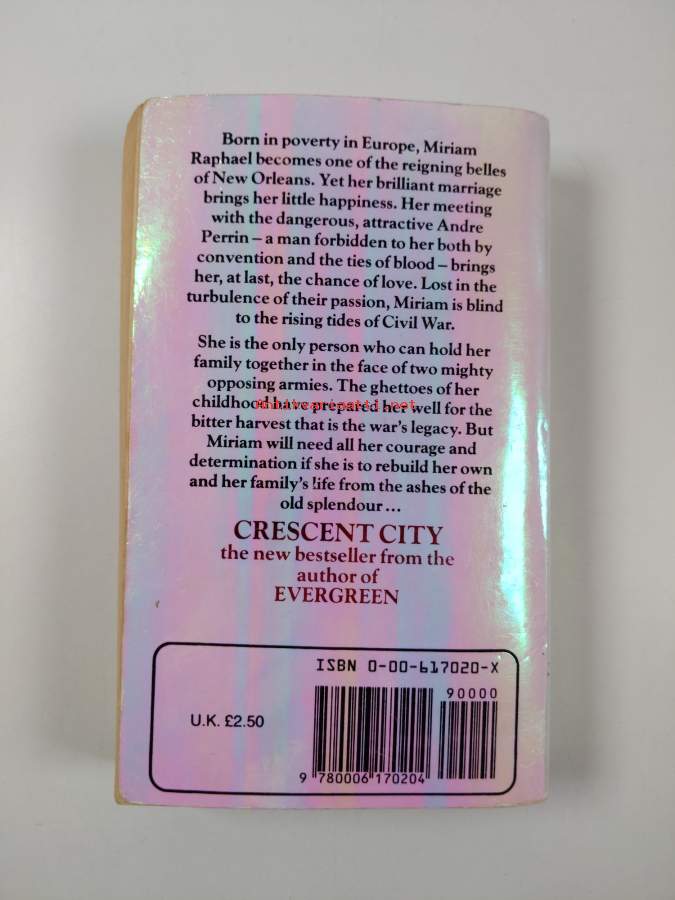 Born in poverty in Europe, Miriam
Raphael becomes one of the reigning belles
of New Orleans. Yet her brilliant marriage
brings her little happiness. Her meeting
with the dangerous, attractive Andre
Perrin – a man forbidden to her both by
convention and the ties of blood – brings
her, at last, the chance of love. Lost in the
turbulence of their passion, Miriam is blind
to the rising tides of Civil War.
She is the only person who can hold her
family together in the face of two mighty
opposing armies. The ghettoes of her
childhood have prepared her well for the
bitter harvest that is the war's legacy. But
Miriam will need all her courage and
determination if she is to rebuild her own
and her family's life from the ashes of the
old splendour...
CRESCENT CITY
the new bestseller from the
author of
EVERGREEN
ISBN 0-00-617020-X
90000
U.K. £2.50
9 780006 170204